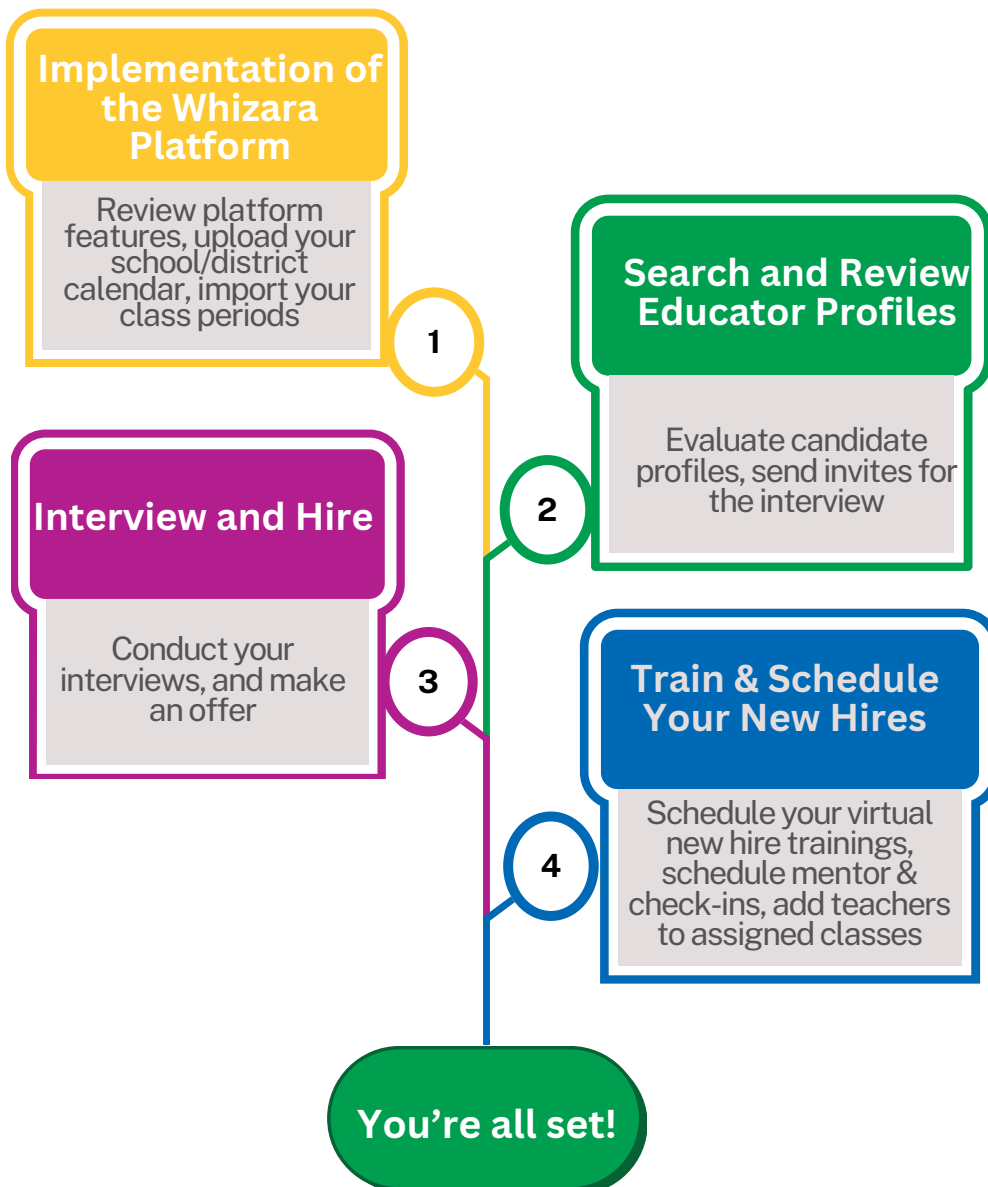 Implementation of
the Whizara
Platform
Review platform
features, upload your
school/district
calendar, import your
class periods
1
Search and Review
Educator Profiles
Evaluate candidate
profiles, send invites for
the interview
2
Interview and Hire
Conduct your
interviews, and make
an offer
3
Train & Schedule
Your New Hires
Schedule your virtual
new hire trainings,
schedule mentor &
check-ins, add teachers
to assigned classes
4
You’re all set!